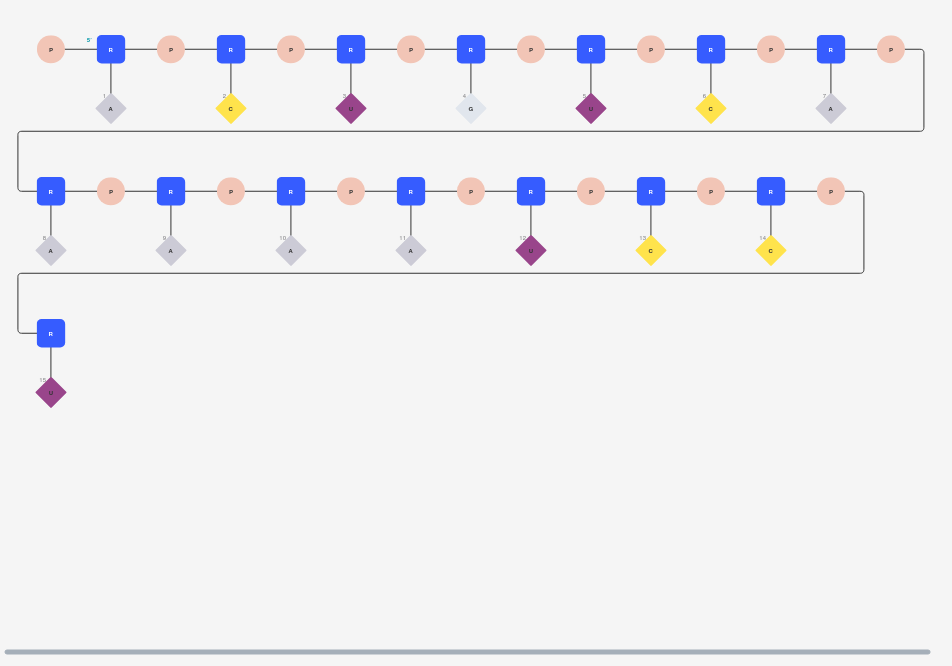 P 5' R P R P R P R P R P R P R P
1 A 2 C 3 U 4 G 5 U 6 C 7 A
R P R P R P R P R P R P R P
8 A 9 A 10 A 11 A 12 U 13 C 14 C
R
15 U